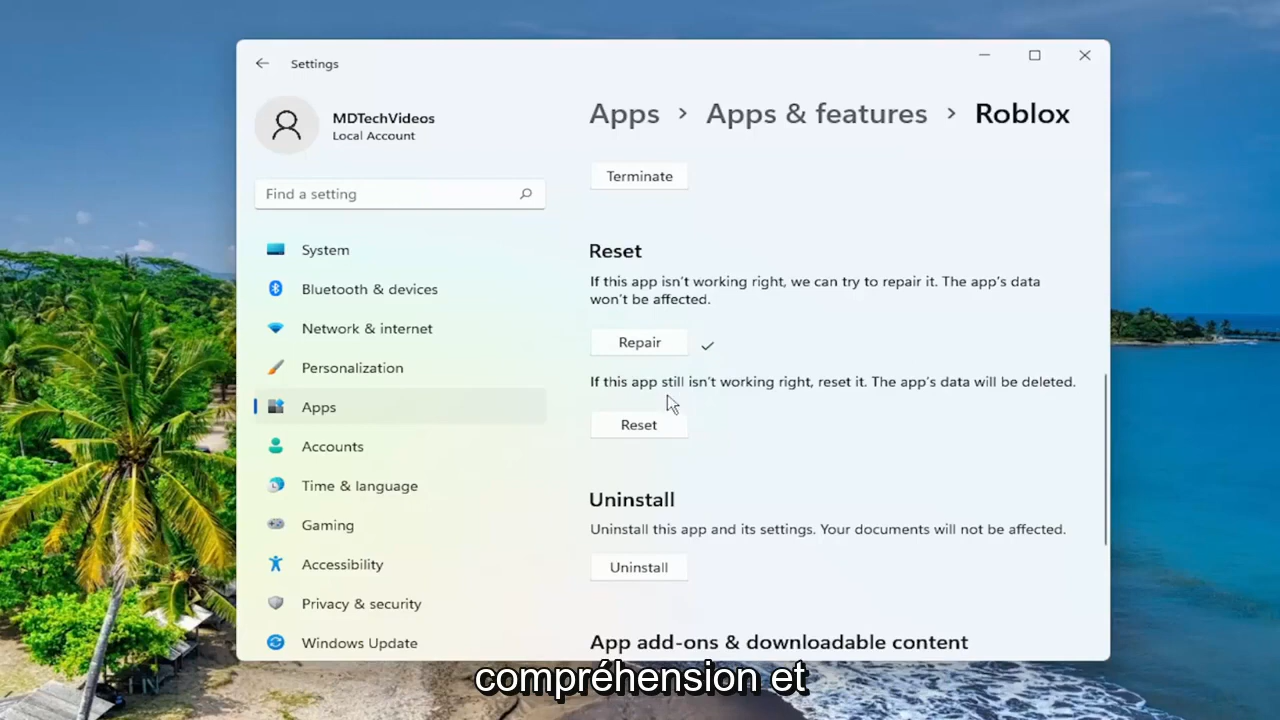 Settings
MDTechVideos
Local Account
Find a setting
System
Bluetooth & devices
Network & internet
Personalization
Apps
Accounts
Time & language
Gaming
Accessibility
Privacy & security
Windows Update
Apps > Apps & features > Roblox
Terminate
Reset
If this app isn't working right, we can try to repair it. The app's data
won't be affected.
Repair
If this app still isn't working right, reset it. The app's data will be deleted.
Reset
Uninstall
Uninstall this app and its settings. Your documents will not be affected.
Uninstall
App add-ons & downloadable content
compréhension et